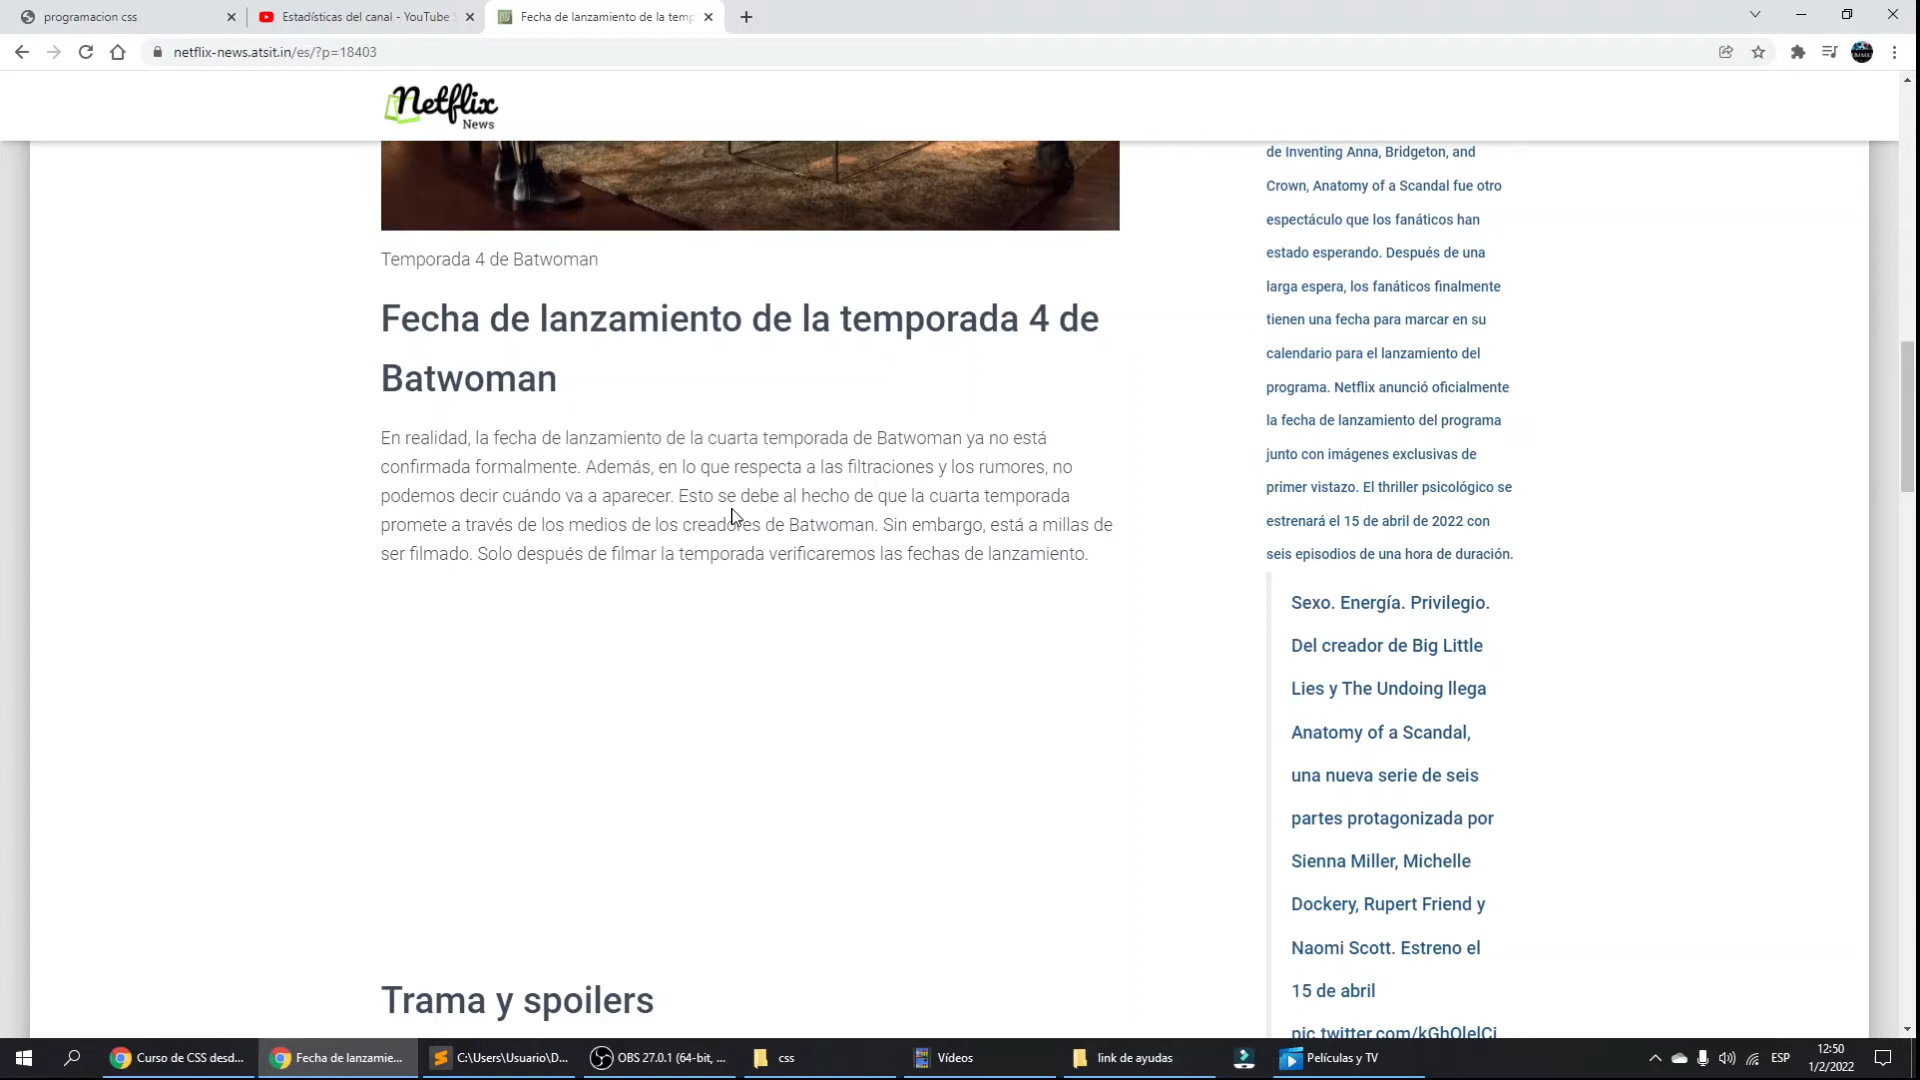 programacion css
Estadísticas del canal - YouTube S
Fecha de lanzamiento de la temp
netflix-news.atsit.in/es/?p=18403
Netflix
News
Temporada 4 de Batwoman
Fecha de lanzamiento de la temporada 4 de
Batwoman
En realidad, la fecha de lanzamiento de la cuarta temporada de Batwoman ya no está
confirmada formalmente. Además, en lo que respecta a las filtraciones y los rumores, no
podemos decir cuándo va a aparecer. Esto se debe al hecho de que la cuarta temporada
promete a través de los medios de los creadores de Batwoman. Sin embargo, está a millas de
ser filmado. Solo después de filmar la temporada verificaremos las fechas de lanzamiento.
Trama y spoilers
de Inventing Anna, Bridgeton, and
Crown, Anatomy of a Scandal fue otro
espectáculo que los fanáticos han
estado esperando. Después de una
larga espera, los fanáticos finalmente
tienen una fecha para marcar en su
calendario para el lanzamiento del
programa. Netflix anunció oficialmente
la fecha de lanzamiento del programa
junto con imágenes exclusivas de
primer vistazo. El thriller psicológico se
estrenará el 15 de abril de 2022 con
seis episodios de una hora de duración.
Sexo. Energía. Privilegio.
Del creador de Big Little
Lies y The Undoing llega
Anatomy of a Scandal,
una nueva serie de seis
partes protagonizada por
Sienna Miller, Michelle
Dockery, Rupert Friend y
Naomi Scott. Estreno el
15 de abril
pic.twitter.com/kGhOlelCj
Curso de CSS desd...
Fecha de lanzamie...
C:\Users\Usuario\D...
OBS 27.0.1 (64-bit, ...
css
Vídeos
link de ayudas
Películas y TV
ESP
12:50
1/2/2022